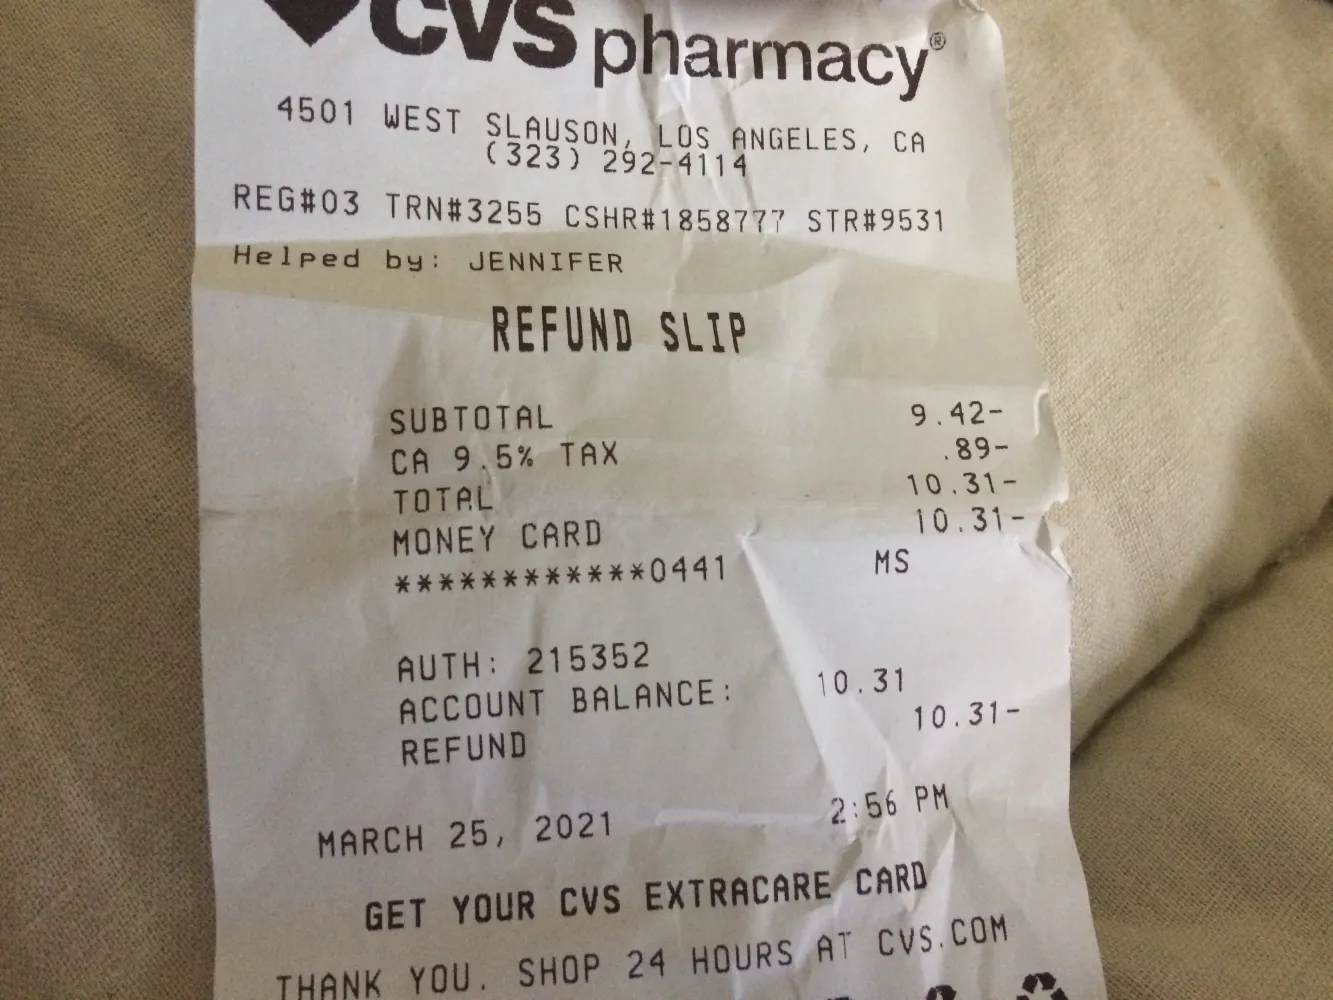 CVS pharmacy®
4501 WEST SLAUSON, LOS ANGELES, CA
(323) 292-4114
REG#03 TRN#3255 CSHR#1858777 STR#9531
Helped by: JENNIFER
REFUND SLIP
SUBTOTAL 9.42-
CA 9.5% TAX .89-
TOTAL 10.31-
MONEY CARD 10.31-
************0441 MS
AUTH: 215352
ACCOUNT BALANCE: 10.31
REFUND 10.31-
MARCH 25, 2021 2:56 PM
GET YOUR CVS EXTRACARE CARD
THANK YOU. SHOP 24 HOURS AT CVS.COM